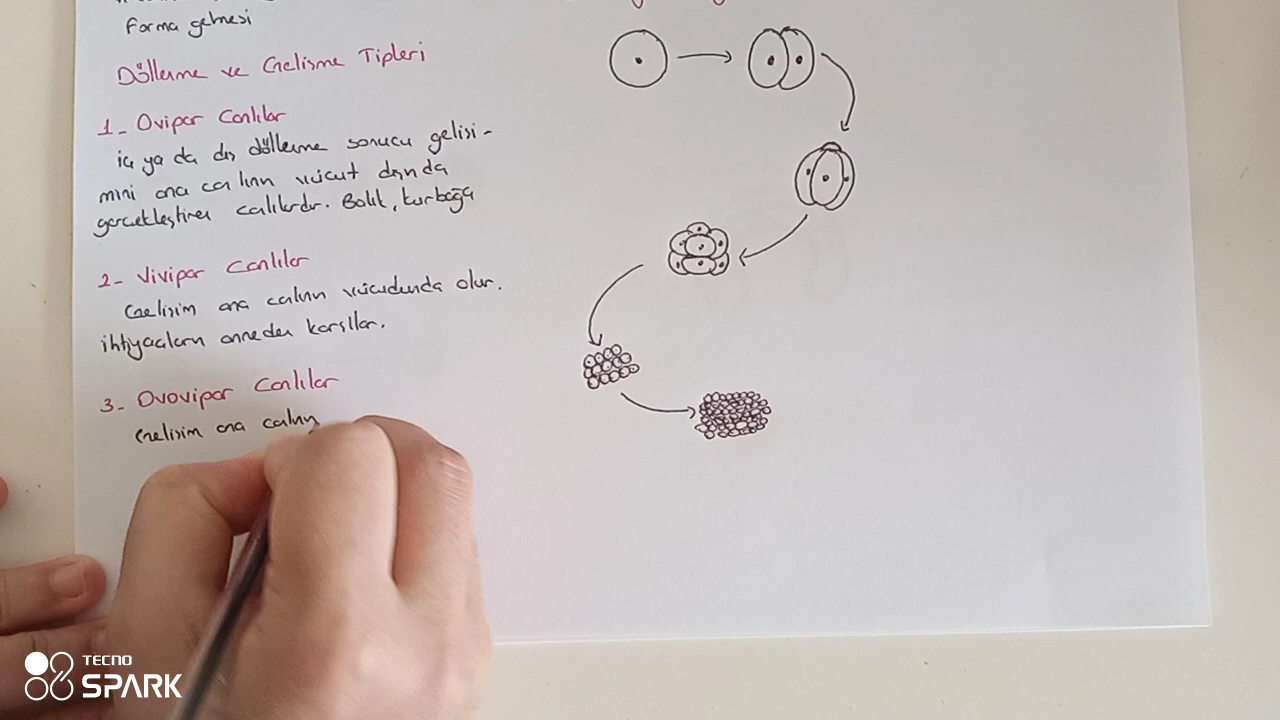 forma gelmesi
Döllenme ve Gelişme Tipleri
1- Ovipar Canlılar
iç ya da dış döllenme sonucu gelişi-
mini ana canlının vücut dışında
gerçekleştiren canlılardır. Balık, kurbağa
2- Vivipar Canlılar
Gelişim ana canlının vücudunda olur.
ihtiyaçlarını anneden karşılar.
3- Ovovipar Canlılar
Gelişim ana canlının
TECNO
SPARK